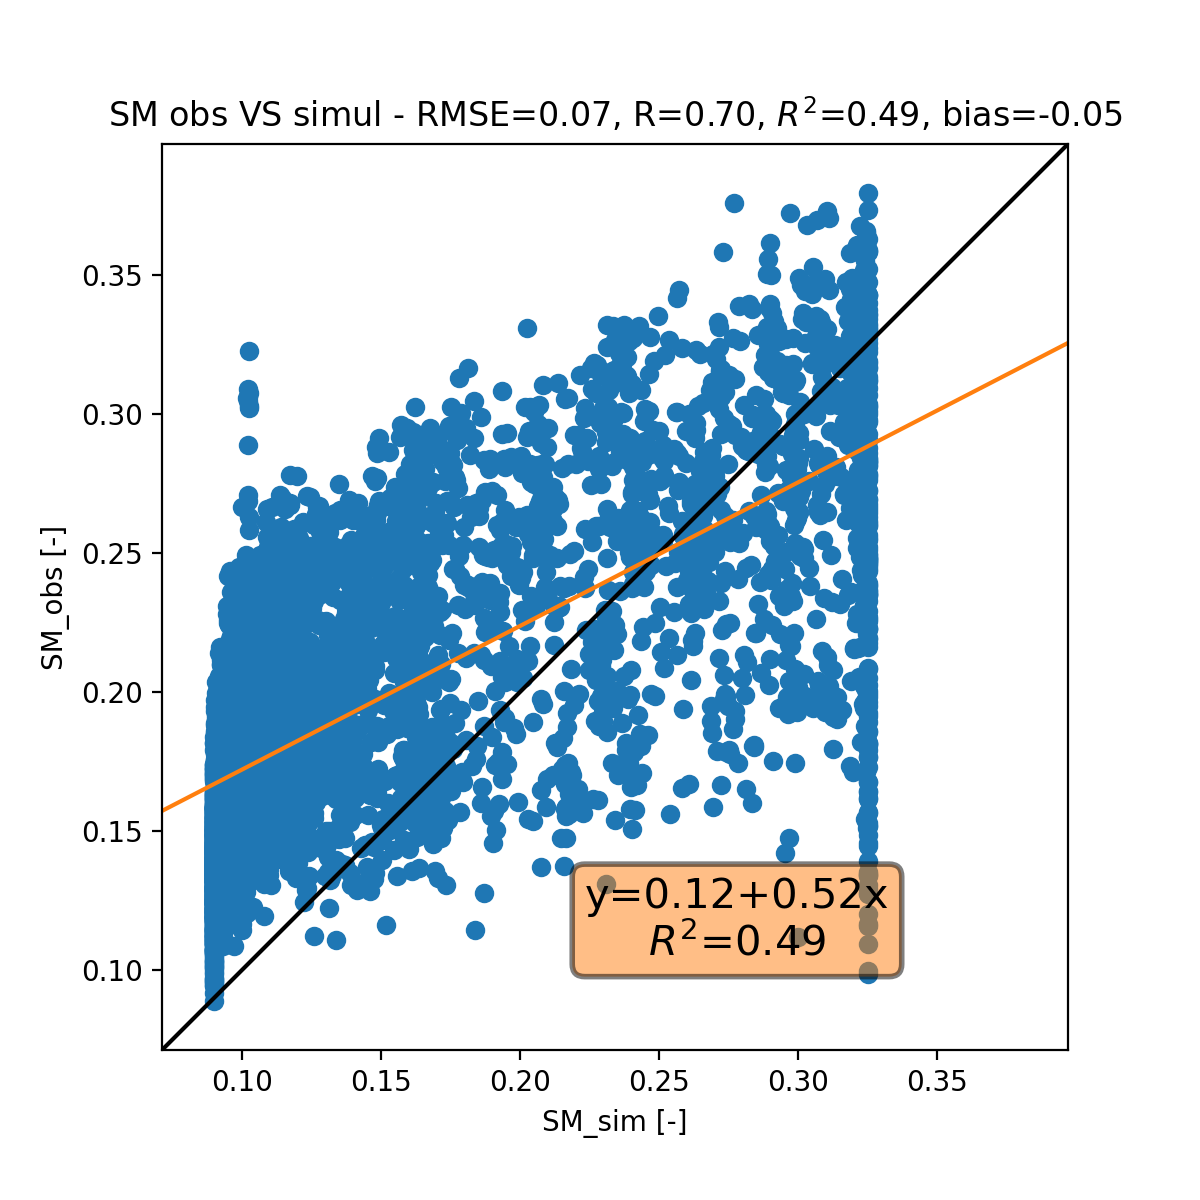 SM obs VS simul - RMSE=0.07, R=0.70, R²=0.49, bias=-0.05
0.35
0.30
0.25
0.20
0.15
0.10
SM_obs [-]
y=0.12+0.52x
R²=0.49
0.10 0.15 0.20 0.25 0.30 0.35
SM_sim [-]